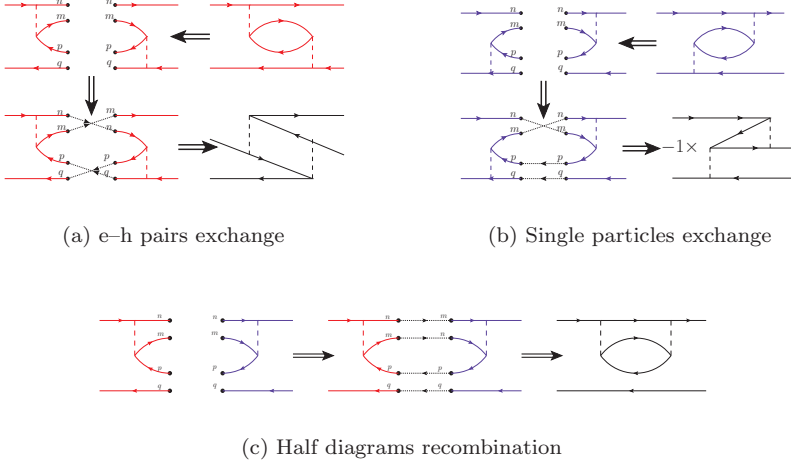 n n
m m
p p
q q
n n
m m
p p
q q
n m
m n
p q
q p
n m
m n
p p
q q
−1×
(a) e–h pairs exchange
(b) Single particles exchange
n n
m m
p p
q q
n m
m n
p p
q q
(c) Half diagrams recombination